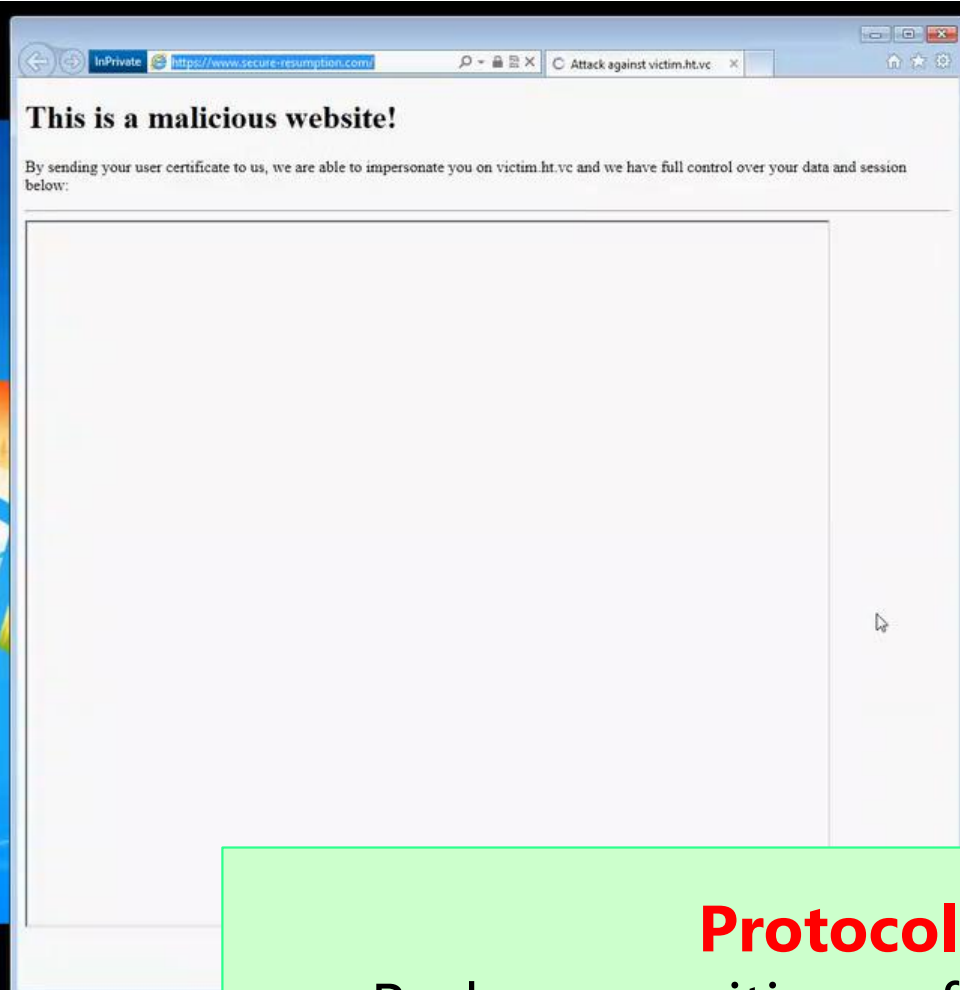 InPrivate https://www.secure-resumption.com/ Attack against victim.ht.vc
This is a malicious website!
By sending your user certificate to us, we are able to impersonate you on victim.ht.vc and we have full control over your data and session
below:
Protocol